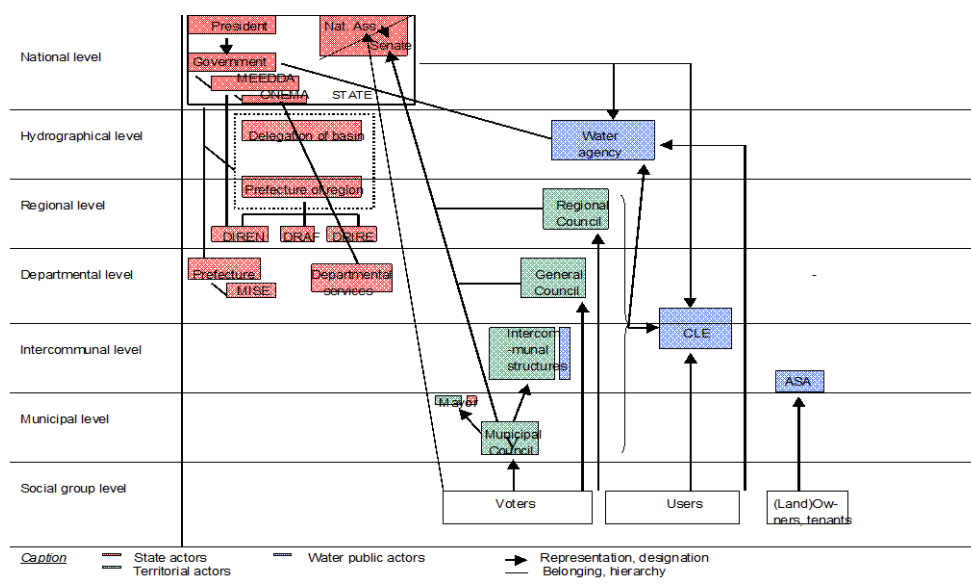 President
Nat. Ass.
Senate
National level
Government
MEEDDA
ONEMA
STATE
Hydrographical level
Delegation of basin
Water
agency
Regional level
Prefecture of region
Regional
Council
DIREN
DRAF
DRIRE
Departmental level
Prefecture
MISE
Departmental
services
General
Council
-
Intercommunal level
Intercom
-munal
structures
CLE
ASA
Municipal level
Mayor
Municipal
Council
Social group level
Voters
Users
(Land)Ow-
ners, tenants
Caption
State actors
Water public actors
Representation, designation
Territorial actors
Belonging, hierarchy